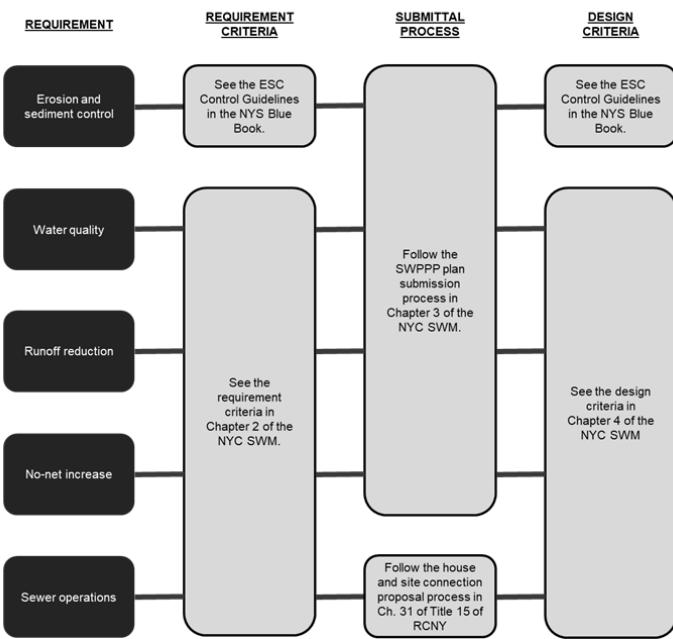 REQUIREMENT
REQUIREMENT
CRITERIA
SUBMITTAL
PROCESS
DESIGN
CRITERIA
Erosion and
sediment control
See the ESC
Control Guidelines
in the NYS Blue
Book.
See the ESC
Control Guidelines
in the NYS Blue
Book.
Water quality
Follow the
SWPPP plan
submission
process in
Chapter 3 of the
NYC SWM.
Runoff reduction
See the
requirement
criteria in
Chapter 2 of the
NYC SWM.
See the design
criteria in
Chapter 4 of the
NYC SWM
No-net increase
Sewer operations
Follow the house
and site connection
proposal process in
Ch. 31 of Title 15 of
RCNY